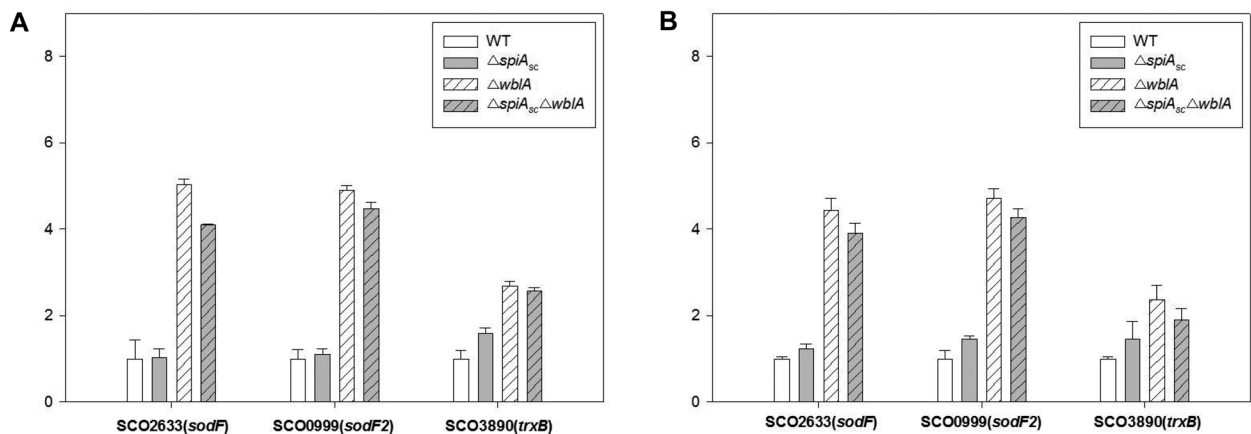 A
8
6
4
2
0
WT
△spiAsc
△wblA
△spiAsc△wblA
SCO2633(sodF)
SCO0999(sodF2)
SCO3890(trxB)
B
8
6
4
2
0
WT
△spiAsc
△wblA
△spiAsc△wblA
SCO2633(sodF)
SCO0999(sodF2)
SCO3890(trxB)